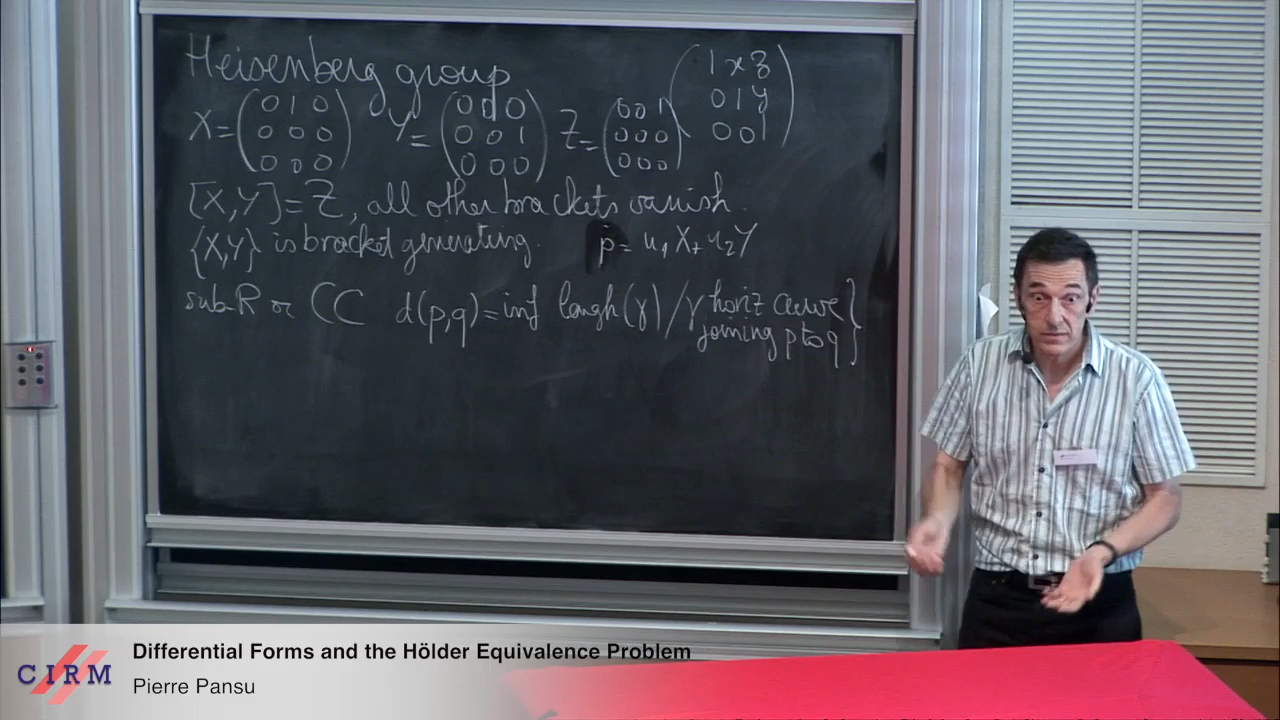 Heisenberg group
( 1 x z
0 1 y
0 0 1 )
X = ( 0 1 0
0 0 0
0 0 0 )
Y = ( 0 0 0
0 0 1
0 0 0 )
Z = ( 0 0 1
0 0 0
0 0 0 )
[X,Y] = Z, all other brackets vanish.
{X,Y} is bracket generating. ṗ = u₁X + u₂Y
sub-R or CC d(p,q) = inf { length(γ) / γ horiz curve
joining p to q }
CIRM
Differential Forms and the Hölder Equivalence Problem
Pierre Pansu